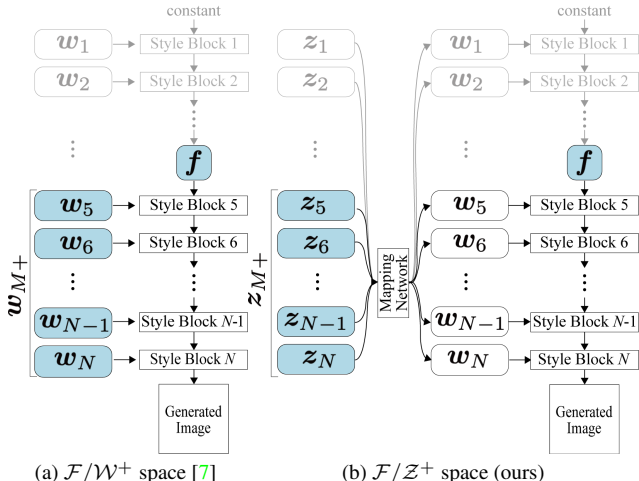 constant
w1
Style Block 1
w2
Style Block 2
f
w5
Style Block 5
w6
Style Block 6
wM+
wN−1
Style Block N-1
wN
Style Block N
Generated
Image
(a) F/W+ space [7]
constant
z1
w1
Style Block 1
z2
w2
Style Block 2
f
z5
w5
Style Block 5
z6
w6
Style Block 6
zM+
Mapping
Network
zN−1
wN−1
Style Block N-1
zN
wN
Style Block N
Generated
Image
(b) F/Z+ space (ours)